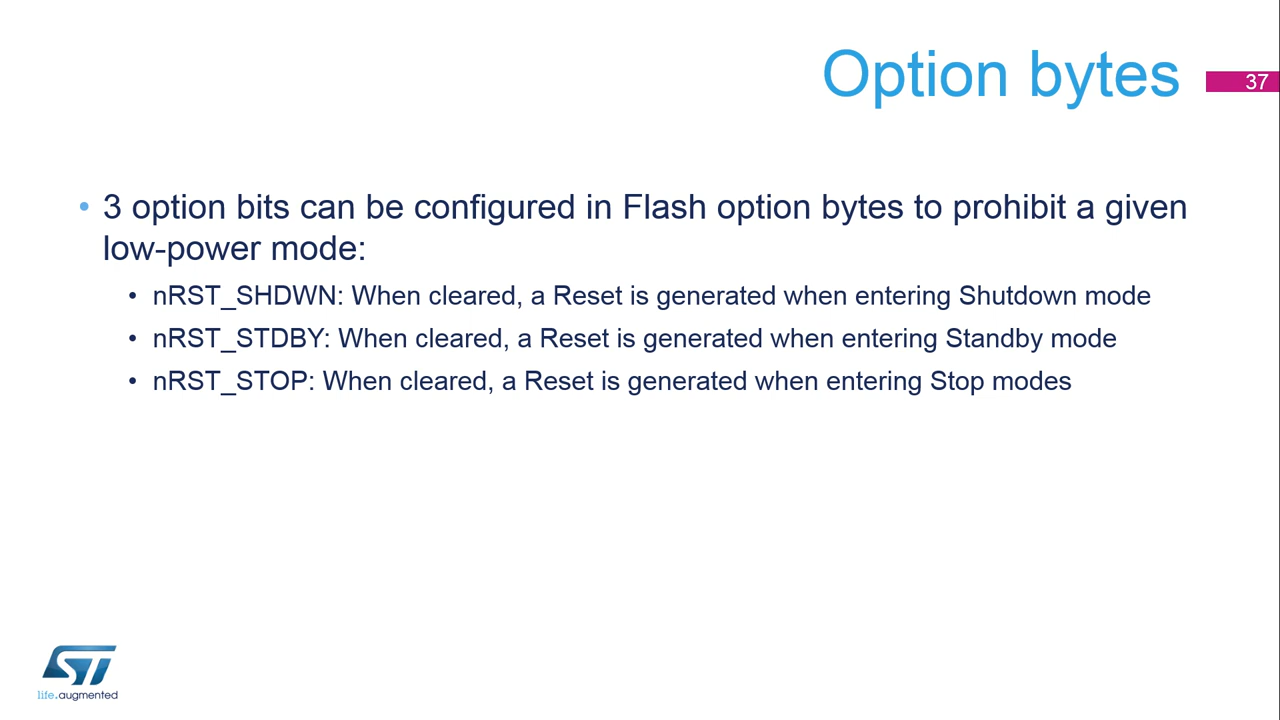 Option bytes
37
• 3 option bits can be configured in Flash option bytes to prohibit a given
low-power mode:
• nRST_SHDWN: When cleared, a Reset is generated when entering Shutdown mode
• nRST_STDBY: When cleared, a Reset is generated when entering Standby mode
• nRST_STOP: When cleared, a Reset is generated when entering Stop modes
ST
life.augmented